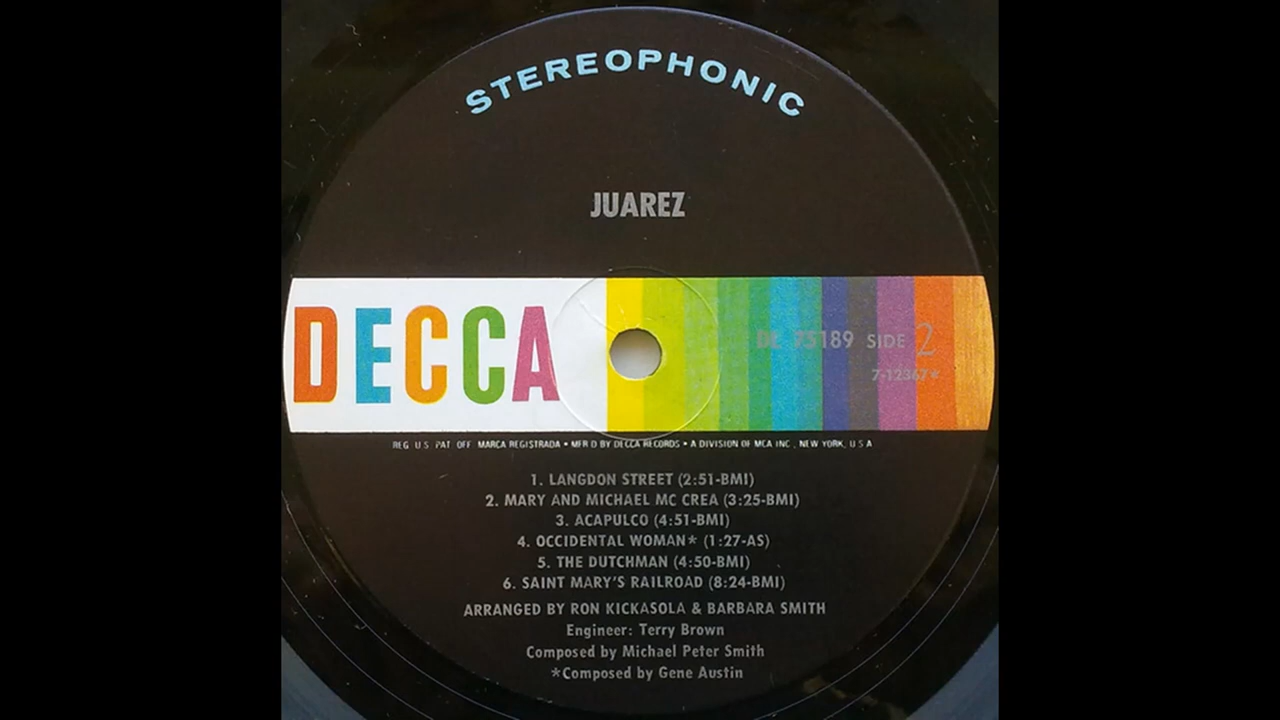 STEREOPHONIC
JUAREZ
DECCA
DL 75189 SIDE 2
7-12367*
REG. U.S. PAT. OFF. MARCA REGISTRADA • MFR'D BY DECCA RECORDS • A DIVISION OF MCA INC., NEW YORK, U.S.A
1. LANGDON STREET (2:51-BMI)
2. MARY AND MICHAEL MC CREA (3:25-BMI)
3. ACAPULCO (4:51-BMI)
4. OCCIDENTAL WOMAN* (1:27-AS)
5. THE DUTCHMAN (4:50-BMI)
6. SAINT MARY'S RAILROAD (8:24-BMI)
ARRANGED BY RON KICKASOLA & BARBARA SMITH
Engineer: Terry Brown
Composed by Michael Peter Smith
*Composed by Gene Austin